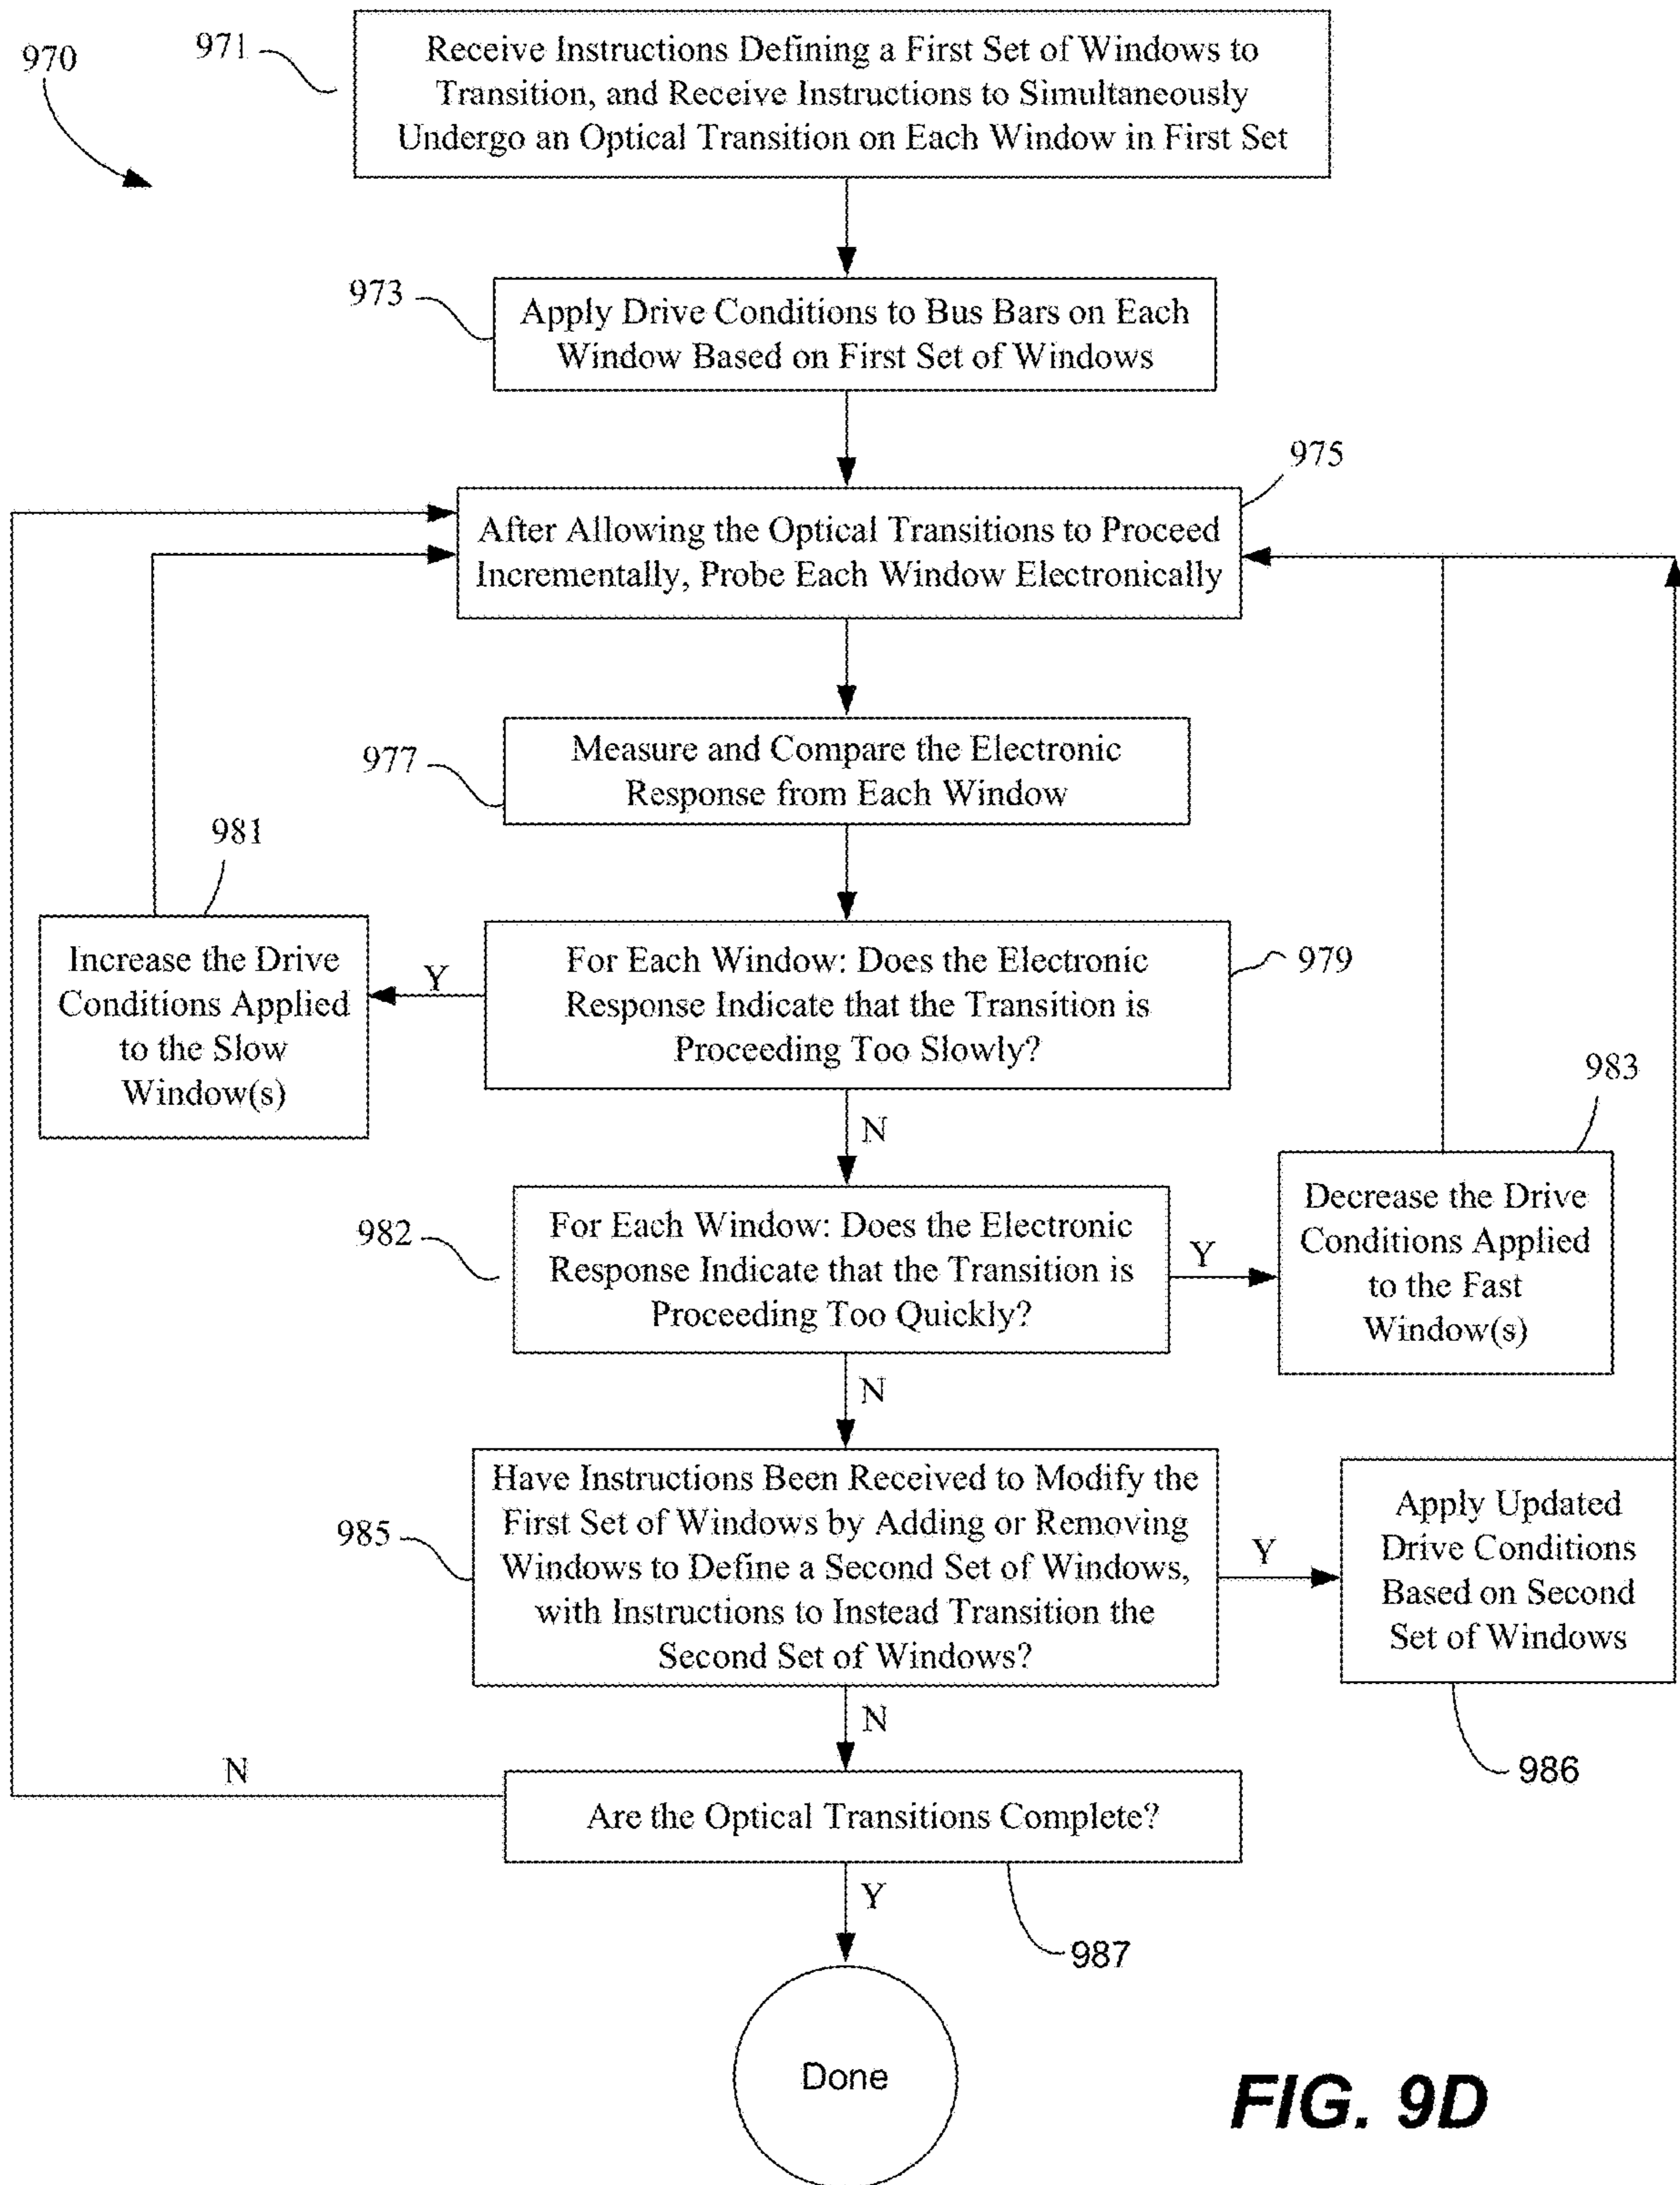 970
971
Receive Instructions Defining a First Set of Windows to
Transition, and Receive Instructions to Simultaneously
Undergo an Optical Transition on Each Window in First Set
973
Apply Drive Conditions to Bus Bars on Each
Window Based on First Set of Windows
975
After Allowing the Optical Transitions to Proceed
Incrementally, Probe Each Window Electronically
977
Measure and Compare the Electronic
Response from Each Window
981
Increase the Drive
Conditions Applied
to the Slow
Window(s)
Y
For Each Window: Does the Electronic
Response Indicate that the Transition is
Proceeding Too Slowly?
979
N
982
For Each Window: Does the Electronic
Response Indicate that the Transition is
Proceeding Too Quickly?
Y
983
Decrease the Drive
Conditions Applied
to the Fast
Window(s)
N
985
Have Instructions Been Received to Modify the
First Set of Windows by Adding or Removing
Windows to Define a Second Set of Windows,
with Instructions to Instead Transition the
Second Set of Windows?
Y
Apply Updated
Drive Conditions
Based on Second
Set of Windows
986
N
N
Are the Optical Transitions Complete?
987
Y
Done
FIG. 9D